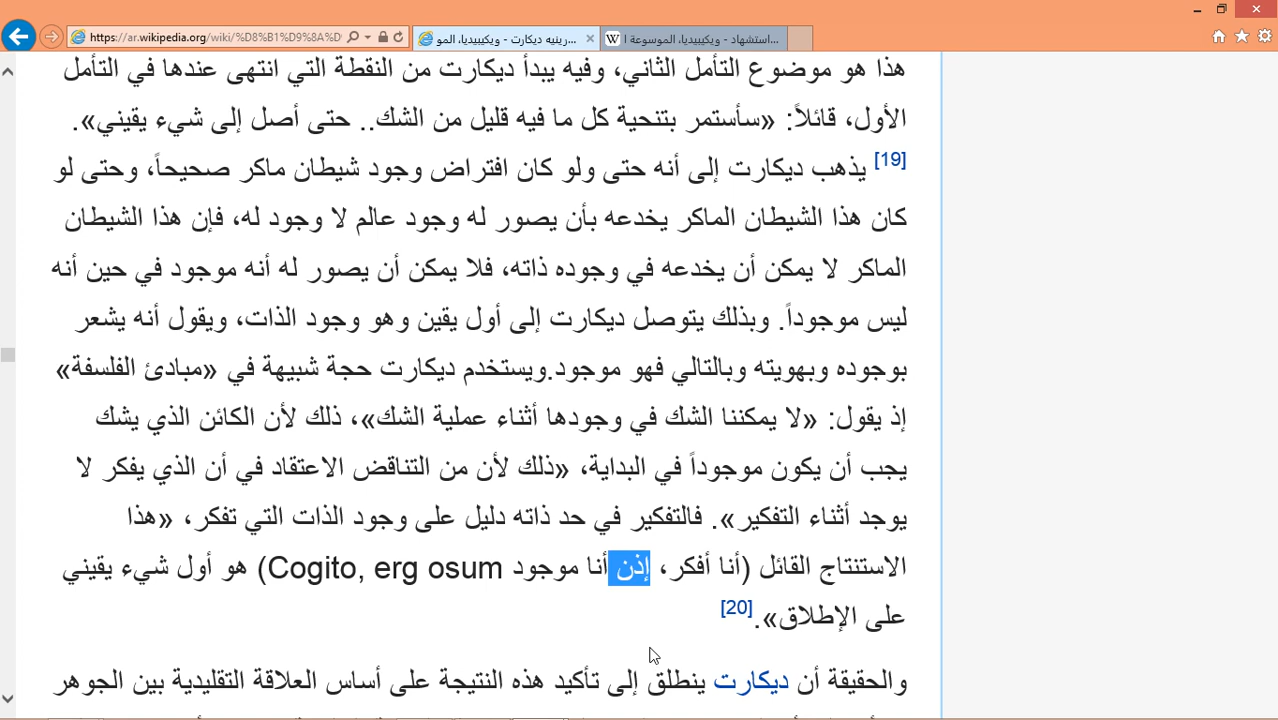 https://ar.wikipedia.org/wiki/%D8%B1%D9%8A%D
رينيه ديكارت - ويكيبيديا، المو...
استشهاد - ويكيبيديا، الموسوعة ا...
هذا هو موضوع التأمل الثاني، وفيه يبدأ ديكارت من النقطة التي انتهى عندها في التأمل
الأول، قائلاً: «سأستمر بتنحية كل ما فيه قليل من الشك.. حتى أصل إلى شيء يقيني».
[19] يذهب ديكارت إلى أنه حتى ولو كان افتراض وجود شيطان ماكر صحيحاً، وحتى لو
كان هذا الشيطان الماكر يخدعه بأن يصور له وجود عالم لا وجود له، فإن هذا الشيطان
الماكر لا يمكن أن يخدعه في وجوده ذاته، فلا يمكن أن يصور له أنه موجود في حين أنه
ليس موجوداً. وبذلك يتوصل ديكارت إلى أول يقين وهو وجود الذات، ويقول أنه يشعر
بوجوده وبهويته وبالتالي فهو موجود.ويستخدم ديكارت حجة شبيهة في «مبادئ الفلسفة»
إذ يقول: «لا يمكننا الشك في وجودها أثناء عملية الشك»، ذلك لأن الكائن الذي يشك
يجب أن يكون موجوداً في البداية، «ذلك لأن من التناقض الاعتقاد في أن الذي يفكر لا
يوجد أثناء التفكير». فالتفكير في حد ذاته دليل على وجود الذات التي تفكر، «هذا
الاستنتاج القائل (أنا أفكر، إذن أنا موجود Cogito, erg osum) هو أول شيء يقيني
على الإطلاق».[20]
والحقيقة أن ديكارت ينطلق إلى تأكيد هذه النتيجة على أساس العلاقة التقليدية بين الجوهر